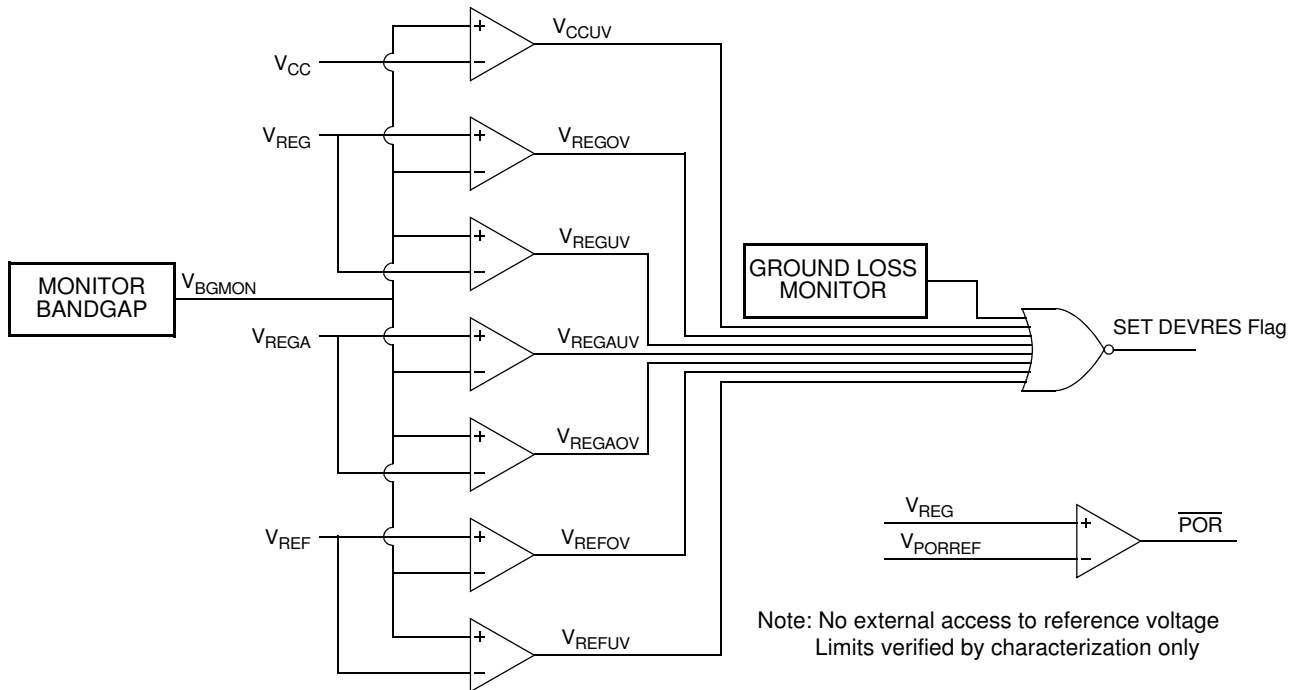 V_CC
+
−
V_CCUV
V_REG
+
−
V_REGOV
+
−
V_REGUV
MONITOR
BANDGAP
V_BGMON
GROUND LOSS
MONITOR
V_REGA
+
−
V_REGAUV
SET DEVRES Flag
+
−
V_REGAOV
V_REF
+
−
V_REFOV
+
−
V_REFUV
V_REG
V_PORREF
+
−
P̅O̅R̅
Note: No external access to reference voltage
Limits verified by characterization only